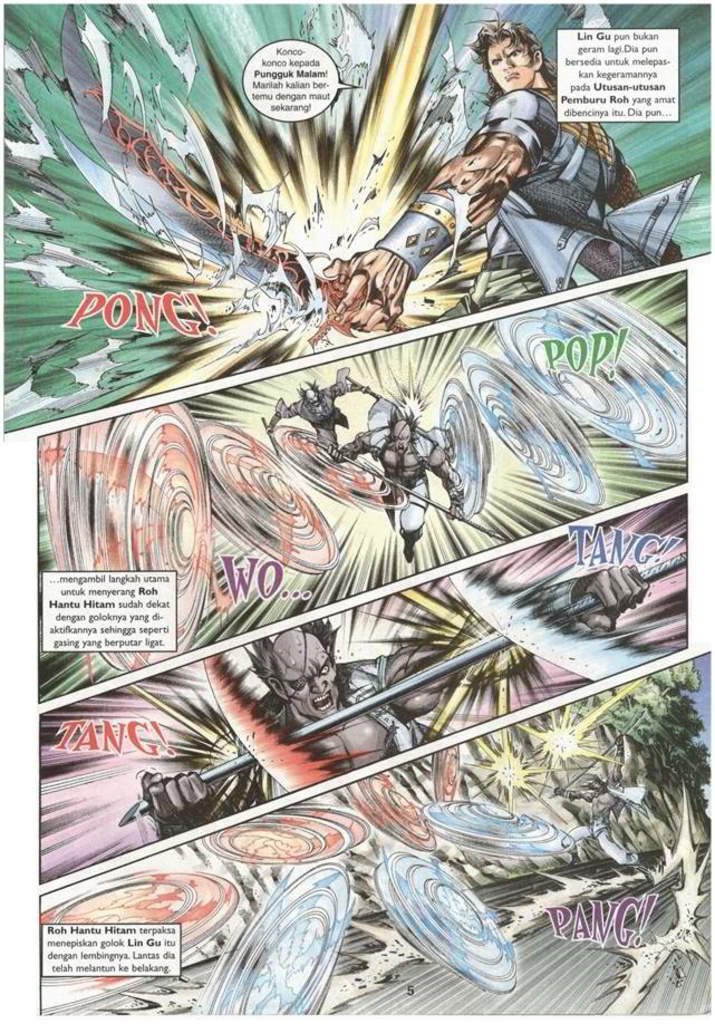 Konco-
konco kepada
Pungguk Malam!
Marilah kalian ber-
temu dengan maut
sekarang!
Lin Gu pun bukan
geram lagi.Dia pun
bersedia untuk melepas-
kan kegeramannya
pada Utusan-utusan
Pemburu Roh yang amat
dibencinya itu. Dia pun...
PONG!
POP!
WO...
...mengambil langkah utama
untuk menyerang Roh
Hantu Hitam sudah dekat
dengan goloknya yang di-
aktifkannya sehingga seperti
gasing yang berputar ligat.
TANG!
TANG!
PANG!
Roh Hantu Hitam terpaksa
menepiskan golok Lin Gu itu
dengan lembingnya. Lantas dia
telah melantun ke belakang.
5